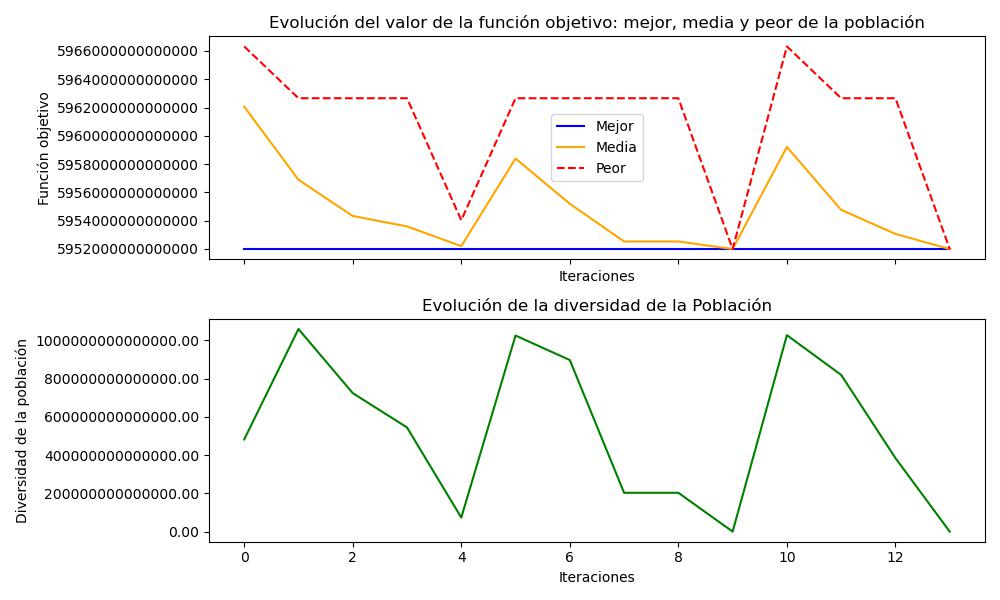 Evolución del valor de la función objetivo: mejor, media y peor de la población
Función objetivo
5966000000000000
5964000000000000
5962000000000000
5960000000000000
5958000000000000
5956000000000000
5954000000000000
5952000000000000
Mejor
Media
Peor
Iteraciones
Evolución de la diversidad de la Población
Diversidad de la población
1000000000000000.00
800000000000000.00
600000000000000.00
400000000000000.00
200000000000000.00
0.00
0 2 4 6 8 10 12
Iteraciones